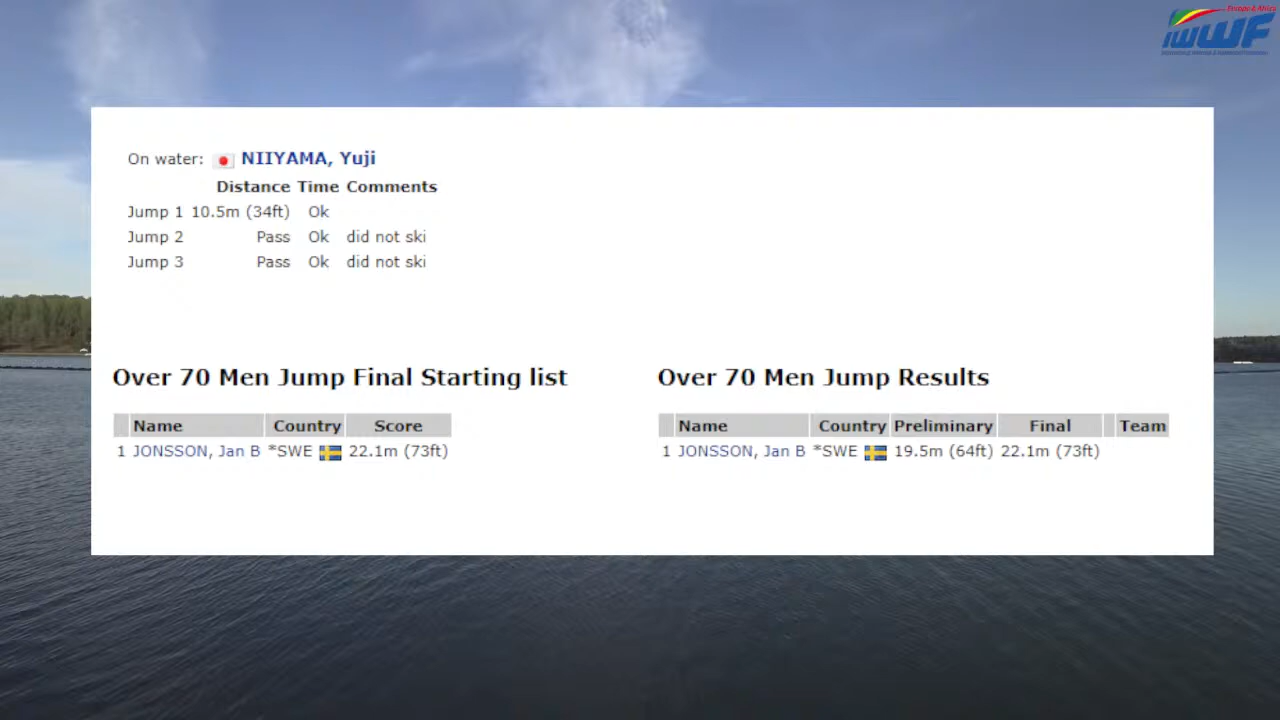 Europe & Africa
IWWF
On water: NIIYAMA, Yuji
Distance Time Comments
Jump 1 10.5m (34ft) Ok
Jump 2 Pass Ok did not ski
Jump 3 Pass Ok did not ski
Over 70 Men Jump Final Starting list
Name Country Score
1 JONSSON, Jan B *SWE 22.1m (73ft)
Over 70 Men Jump Results
Name Country Preliminary Final Team
1 JONSSON, Jan B *SWE 19.5m (64ft) 22.1m (73ft)